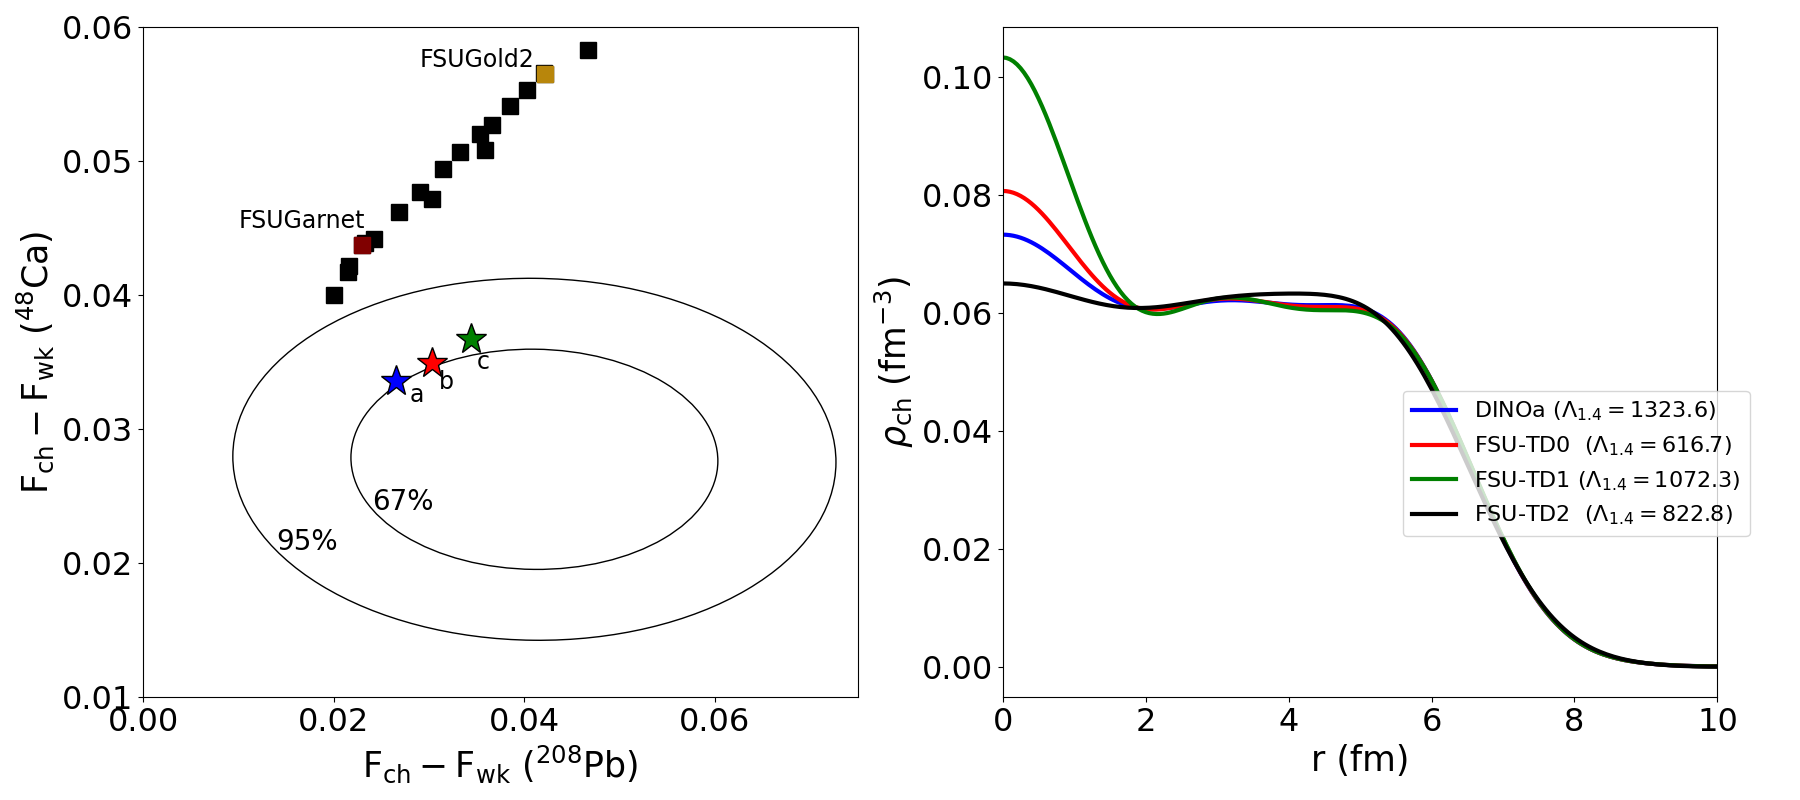 0.06
0.05
0.04
0.03
0.02
0.01
F_ch − F_wk (^48Ca)
FSUGold2
FSUGarnet
a
b
c
67%
95%
0.00 0.02 0.04 0.06
F_ch − F_wk (^208Pb)
0.10
0.08
0.06
0.04
0.02
0.00
ρ_ch (fm^−3)
DINOa (Λ_1.4 = 1323.6)
FSU-TD0 (Λ_1.4 = 616.7)
FSU-TD1 (Λ_1.4 = 1072.3)
FSU-TD2 (Λ_1.4 = 822.8)
0 2 4 6 8 10
r (fm)